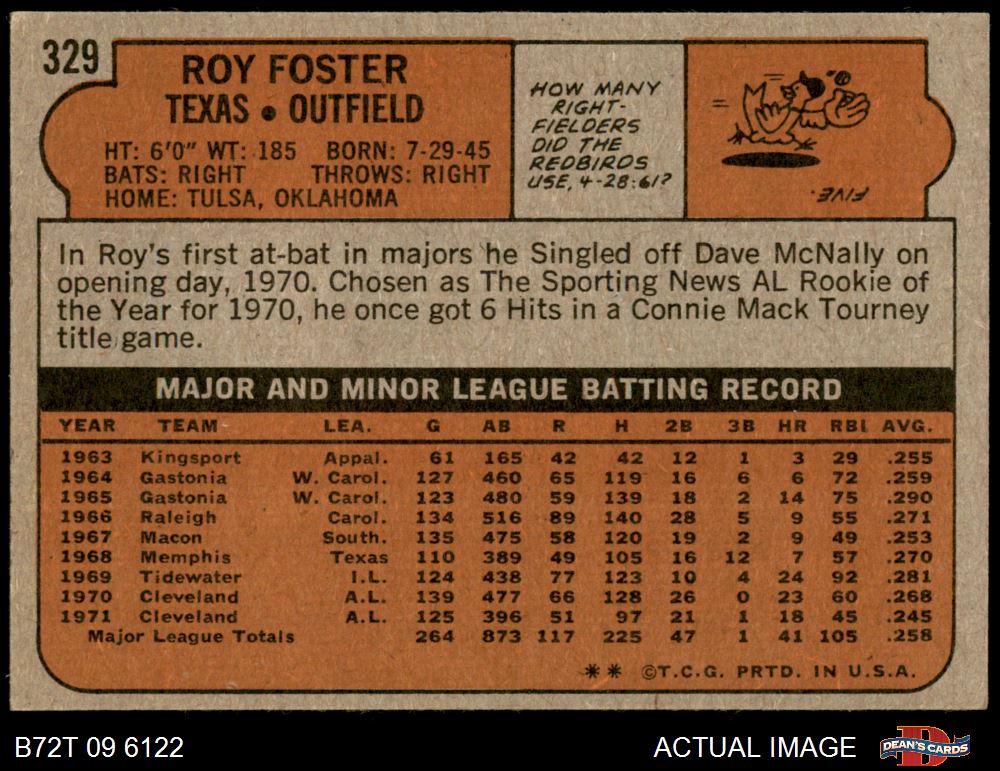 329
ROY FOSTER
TEXAS • OUTFIELD
HT: 6'0" WT: 185 BORN: 7-29-45
BATS: RIGHT THROWS: RIGHT
HOME: TULSA, OKLAHOMA
HOW MANY
RIGHT-
FIELDERS
DID THE
REDBIRDS
USE, 4-28-61?
FIVE.
In Roy's first at-bat in majors he Singled off Dave McNally on
opening day, 1970. Chosen as The Sporting News AL Rookie of
the Year for 1970, he once got 6 Hits in a Connie Mack Tourney
title game.
MAJOR AND MINOR LEAGUE BATTING RECORD
YEAR TEAM LEA. G AB R H 2B 3B HR RBI AVG.
1963 Kingsport Appal. 61 165 42 42 12 1 3 29 .255
1964 Gastonia W. Carol. 127 460 65 119 16 6 6 72 .259
1965 Gastonia W. Carol. 123 480 59 139 18 2 14 75 .290
1966 Raleigh Carol. 134 516 89 140 28 5 9 55 .271
1967 Macon South. 135 475 58 120 19 2 9 49 .253
1968 Memphis Texas 110 389 49 105 16 12 7 57 .270
1969 Tidewater I.L. 124 438 77 123 10 4 24 92 .281
1970 Cleveland A.L. 139 477 66 128 26 0 23 60 .268
1971 Cleveland A.L. 125 396 51 97 21 1 18 45 .245
Major League Totals 264 873 117 225 47 1 41 105 .258
** ©T.C.G. PRTD. IN U.S.A.
B72T 09 6122
ACTUAL IMAGE
D
DEAN'S CARDS